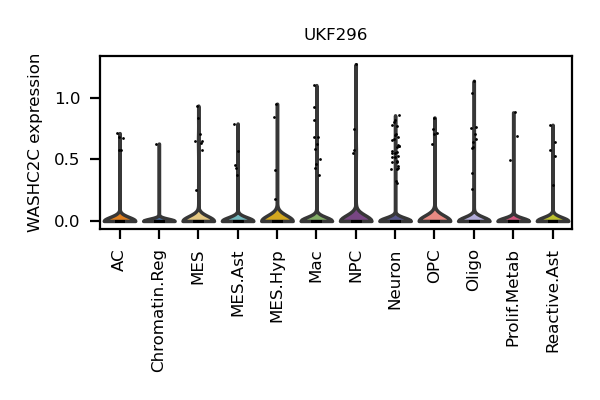 UKF296
WASHC2C expression
1.0
0.5
0.0
AC
Chromatin.Reg
MES
MES.Ast
MES.Hyp
Mac
NPC
Neuron
OPC
Oligo
Prolif.Metab
Reactive.Ast